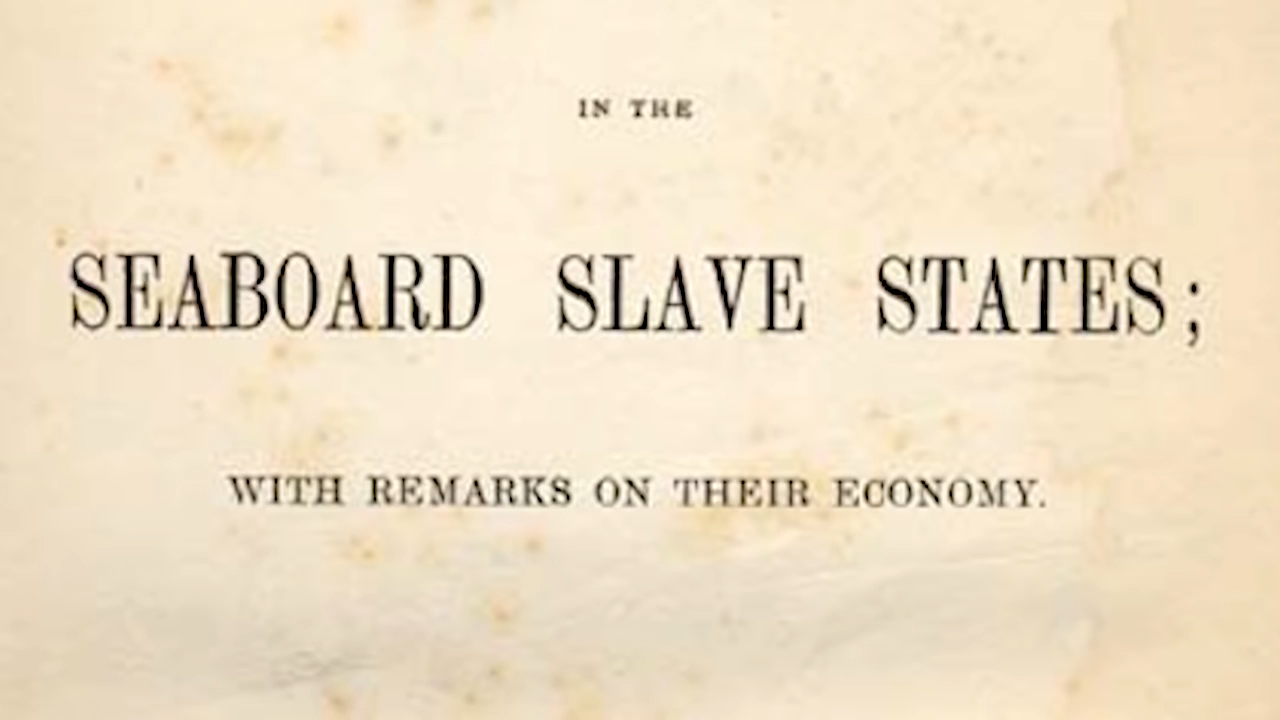 IN THE
SEABOARD SLAVE STATES;
WITH REMARKS ON THEIR ECONOMY.